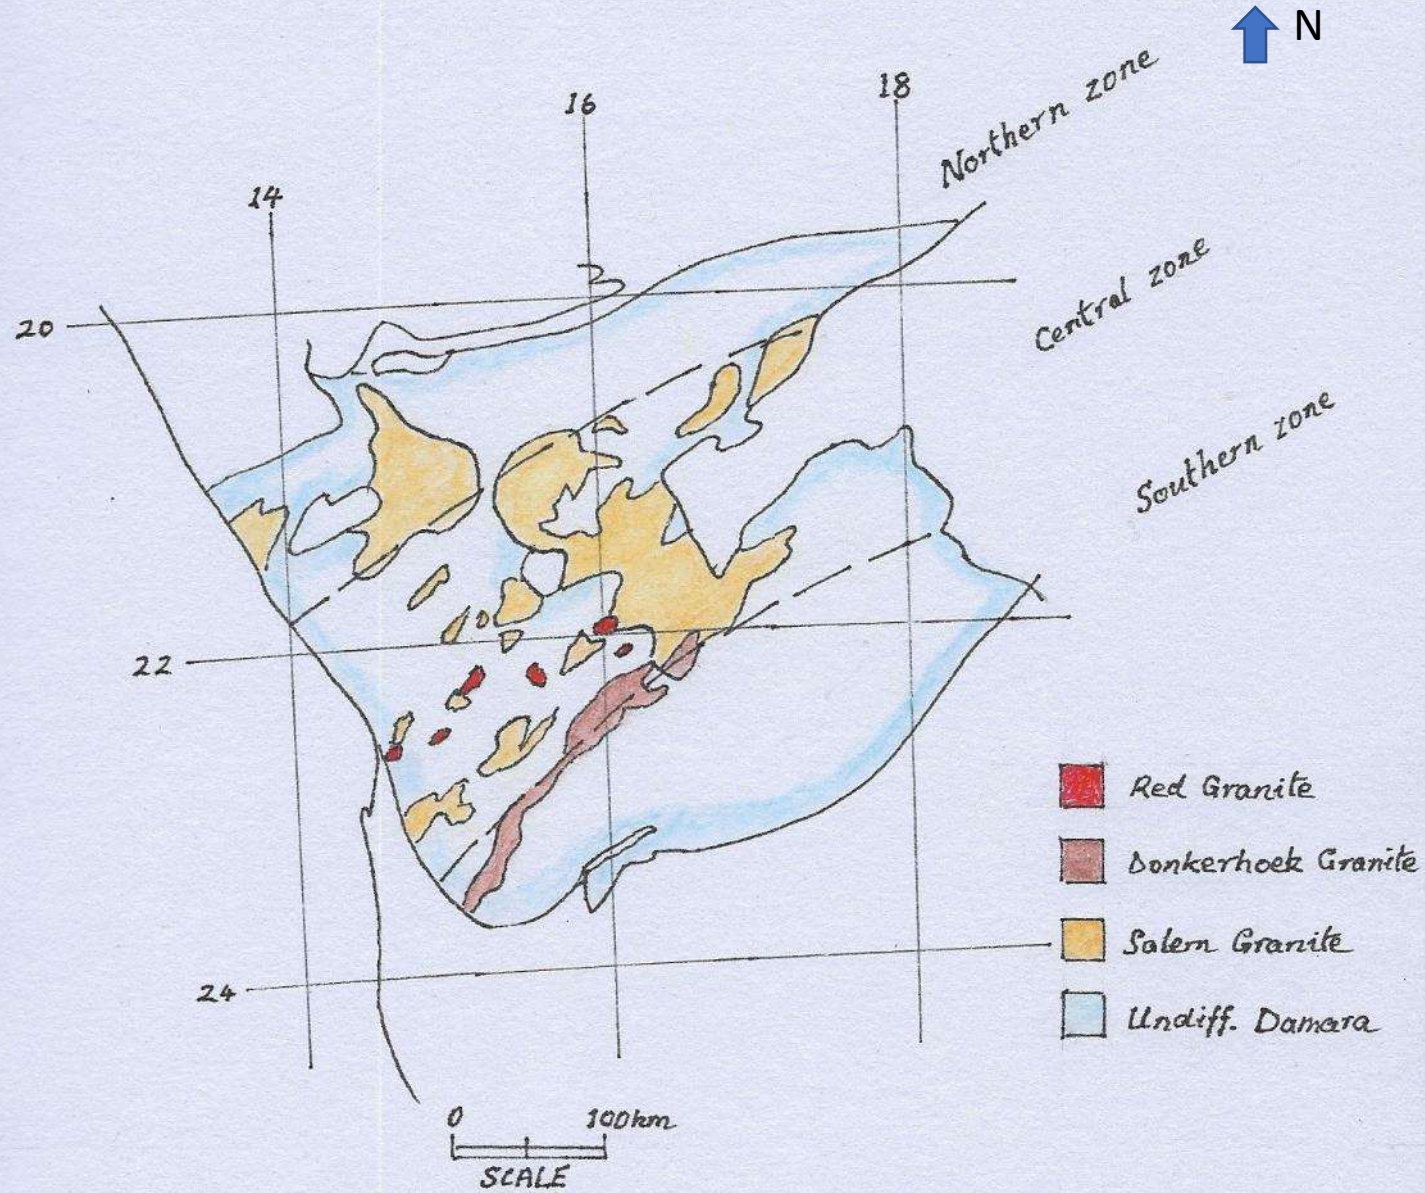 N
Northern zone
18
16
14
Central zone
20
Southern zone
22
Red Granite
Donkerhoek Granite
Salem Granite
24
Undiff. Damara
0 100km
SCALE